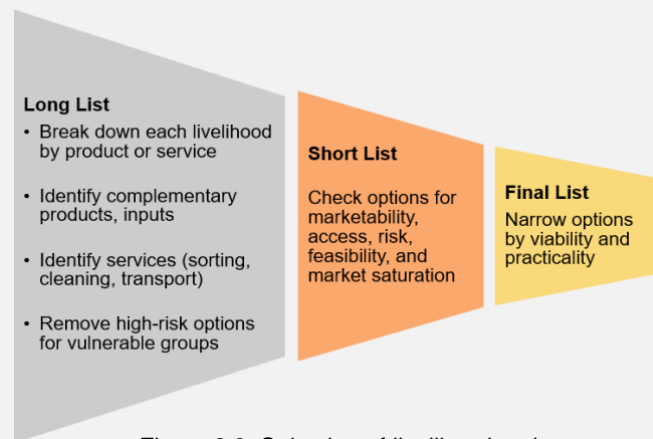 Long List
• Break down each livelihood
by product or service
• Identify complementary
products, inputs
• Identify services (sorting,
cleaning, transport)
• Remove high-risk options
for vulnerable groups
Short List
Check options for
marketability,
access, risk,
feasibility, and
market saturation
Final List
Narrow options
by viability and
practicality